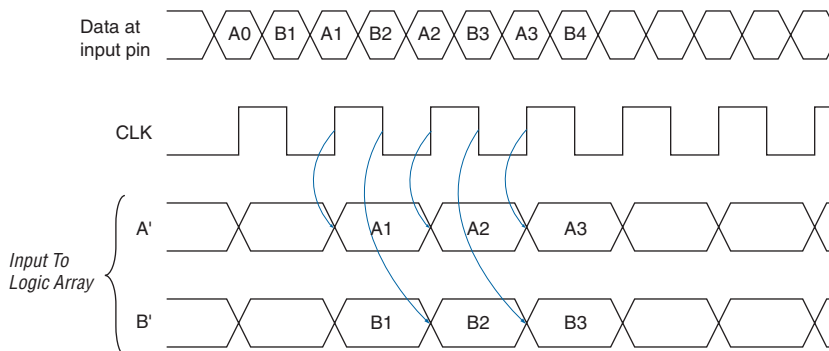 Data at
input pin
A0 B1 A1 B2 A2 B3 A3 B4
CLK
A' A1 A2 A3
Input To
Logic Array
B' B1 B2 B3